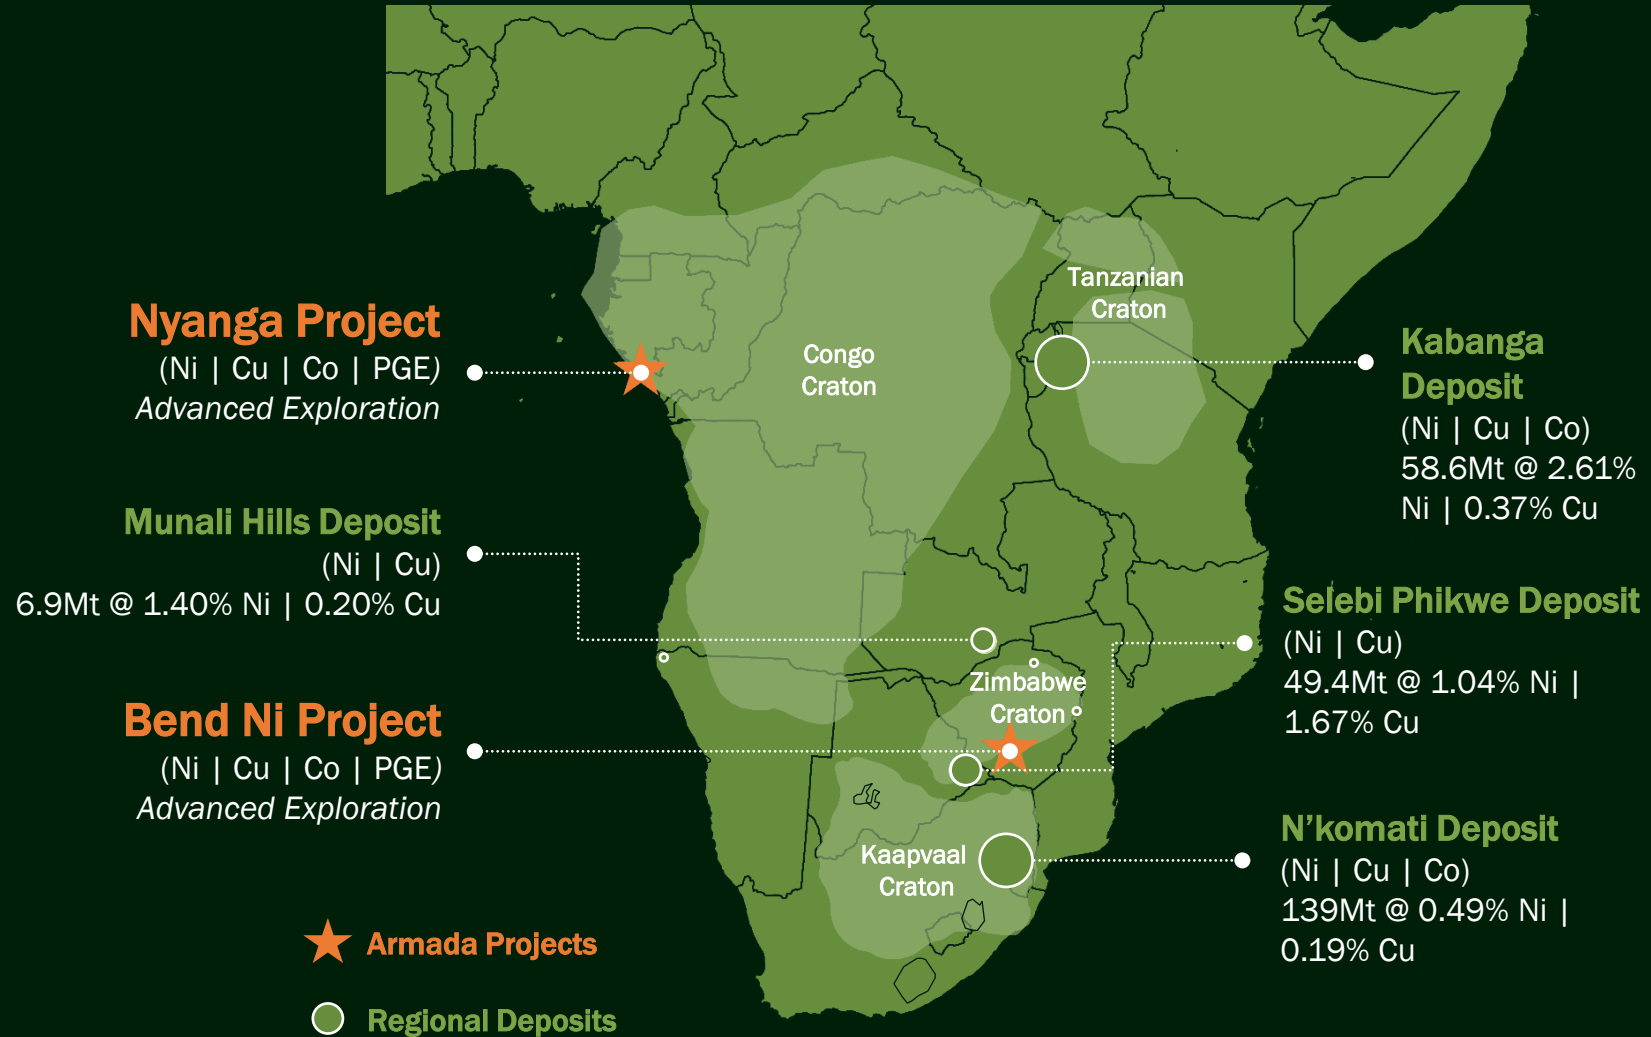 Nyanga Project
(Ni | Cu | Co | PGE)
Advanced Exploration
Munali Hills Deposit
(Ni | Cu)
6.9Mt @ 1.40% Ni | 0.20% Cu
Bend Ni Project
(Ni | Cu | Co | PGE)
Advanced Exploration
Armada Projects
Regional Deposits
Congo
Craton
Tanzanian
Craton
Zimbabwe
Craton
Kaapvaal
Craton
Kabanga
Deposit
(Ni | Cu | Co)
58.6Mt @ 2.61%
Ni | 0.37% Cu
Selebi Phikwe Deposit
(Ni | Cu)
49.4Mt @ 1.04% Ni |
1.67% Cu
N’komati Deposit
(Ni | Cu | Co)
139Mt @ 0.49% Ni |
0.19% Cu